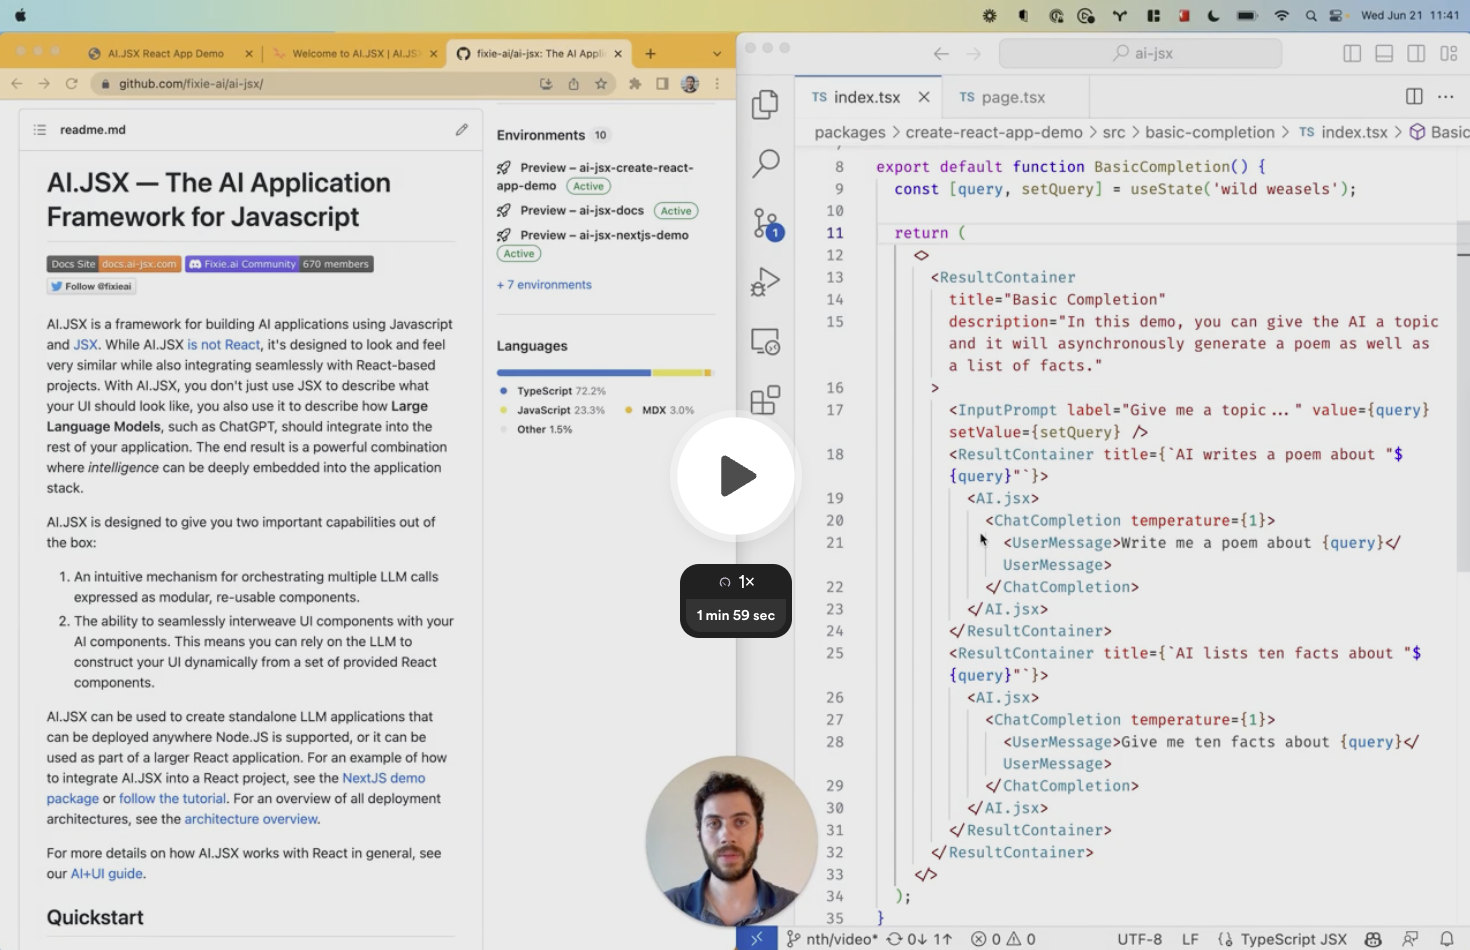 Wed Jun 21 11:41
AI.JSX React App Demo
Welcome to AI.JSX | AI.JS
fixie-ai/ai-jsx: The AI Appli
github.com/fixie-ai/ai-jsx/
readme.md
AI.JSX — The AI Application
Framework for Javascript
Docs Site docs.ai-jsx.com Fixie.ai Community 670 members
Follow @fixieai
AI.JSX is a framework for building AI applications using Javascript
and JSX. While AI.JSX is not React, it's designed to look and feel
very similar while also integrating seamlessly with React-based
projects. With AI.JSX, you don't just use JSX to describe what
your UI should look like, you also use it to describe how Large
Language Models, such as ChatGPT, should integrate into the
rest of your application. The end result is a powerful combination
where intelligence can be deeply embedded into the application
stack.
AI.JSX is designed to give you two important capabilities out of
the box:
1. An intuitive mechanism for orchestrating multiple LLM calls
expressed as modular, re-usable components.
2. The ability to seamlessly interweave UI components with your
AI components. This means you can rely on the LLM to
construct your UI dynamically from a set of provided React
components.
AI.JSX can be used to create standalone LLM applications that
can be deployed anywhere Node.JS is supported, or it can be
used as part of a larger React application. For an example of how
to integrate AI.JSX into a React project, see the NextJS demo
package or follow the tutorial. For an overview of all deployment
architectures, see the architecture overview.
For more details on how AI.JSX works with React in general, see
our AI+UI guide.
Quickstart
Environments 10
Preview – ai-jsx-create-react-
app-demo Active
Preview – ai-jsx-docs Active
Preview – ai-jsx-nextjs-demo
Active
+ 7 environments
Languages
TypeScript 72.2%
JavaScript 23.3% MDX 3.0%
Other 1.5%
1×
1 min 59 sec
ai-jsx
1
TS index.tsx
TS page.tsx
packages > create-react-app-demo > src > basic-completion > TS index.tsx > Basic
8 export default function BasicCompletion() {
9 const [query, setQuery] = useState('wild weasels');
10
11 return (
12 <>
13 <ResultContainer
14 title="Basic Completion"
15 description="In this demo, you can give the AI a topic
and it will asynchronously generate a poem as well as
a list of facts."
16 >
17 <InputPrompt label="Give me a topic..." value={query}
setValue={setQuery} />
18 <ResultContainer title={`AI writes a poem about "$
{query}"`}>
19 <AI.jsx>
20 <ChatCompletion temperature={1}>
21 <UserMessage>Write me a poem about {query}</
UserMessage>
22 </ChatCompletion>
23 </AI.jsx>
24 </ResultContainer>
25 <ResultContainer title={`AI lists ten facts about "$
{query}"`}>
26 <AI.jsx>
27 <ChatCompletion temperature={1}>
28 <UserMessage>Give me ten facts about {query}</
UserMessage>
29 </ChatCompletion>
30 </AI.jsx>
31 </ResultContainer>
32 </ResultContainer>
33 </>
34 );
35 }
nth/video* 0↓ 1↑ 0 0 UTF-8 LF {} TypeScript JSX